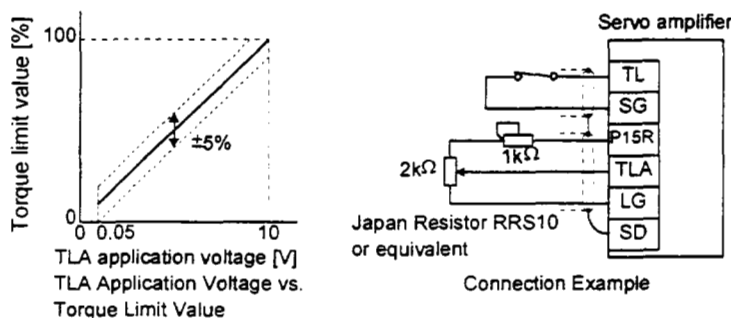 Torque limit value [%]
100
±5%
0
0 0.05 10
TLA application voltage [V]
TLA Application Voltage vs.
Torque Limit Value
Servo amplifier
TL
SG
P15R
1kΩ
TLA
2kΩ
LG
SD
Japan Resistor RRS10
or equivalent
Connection Example